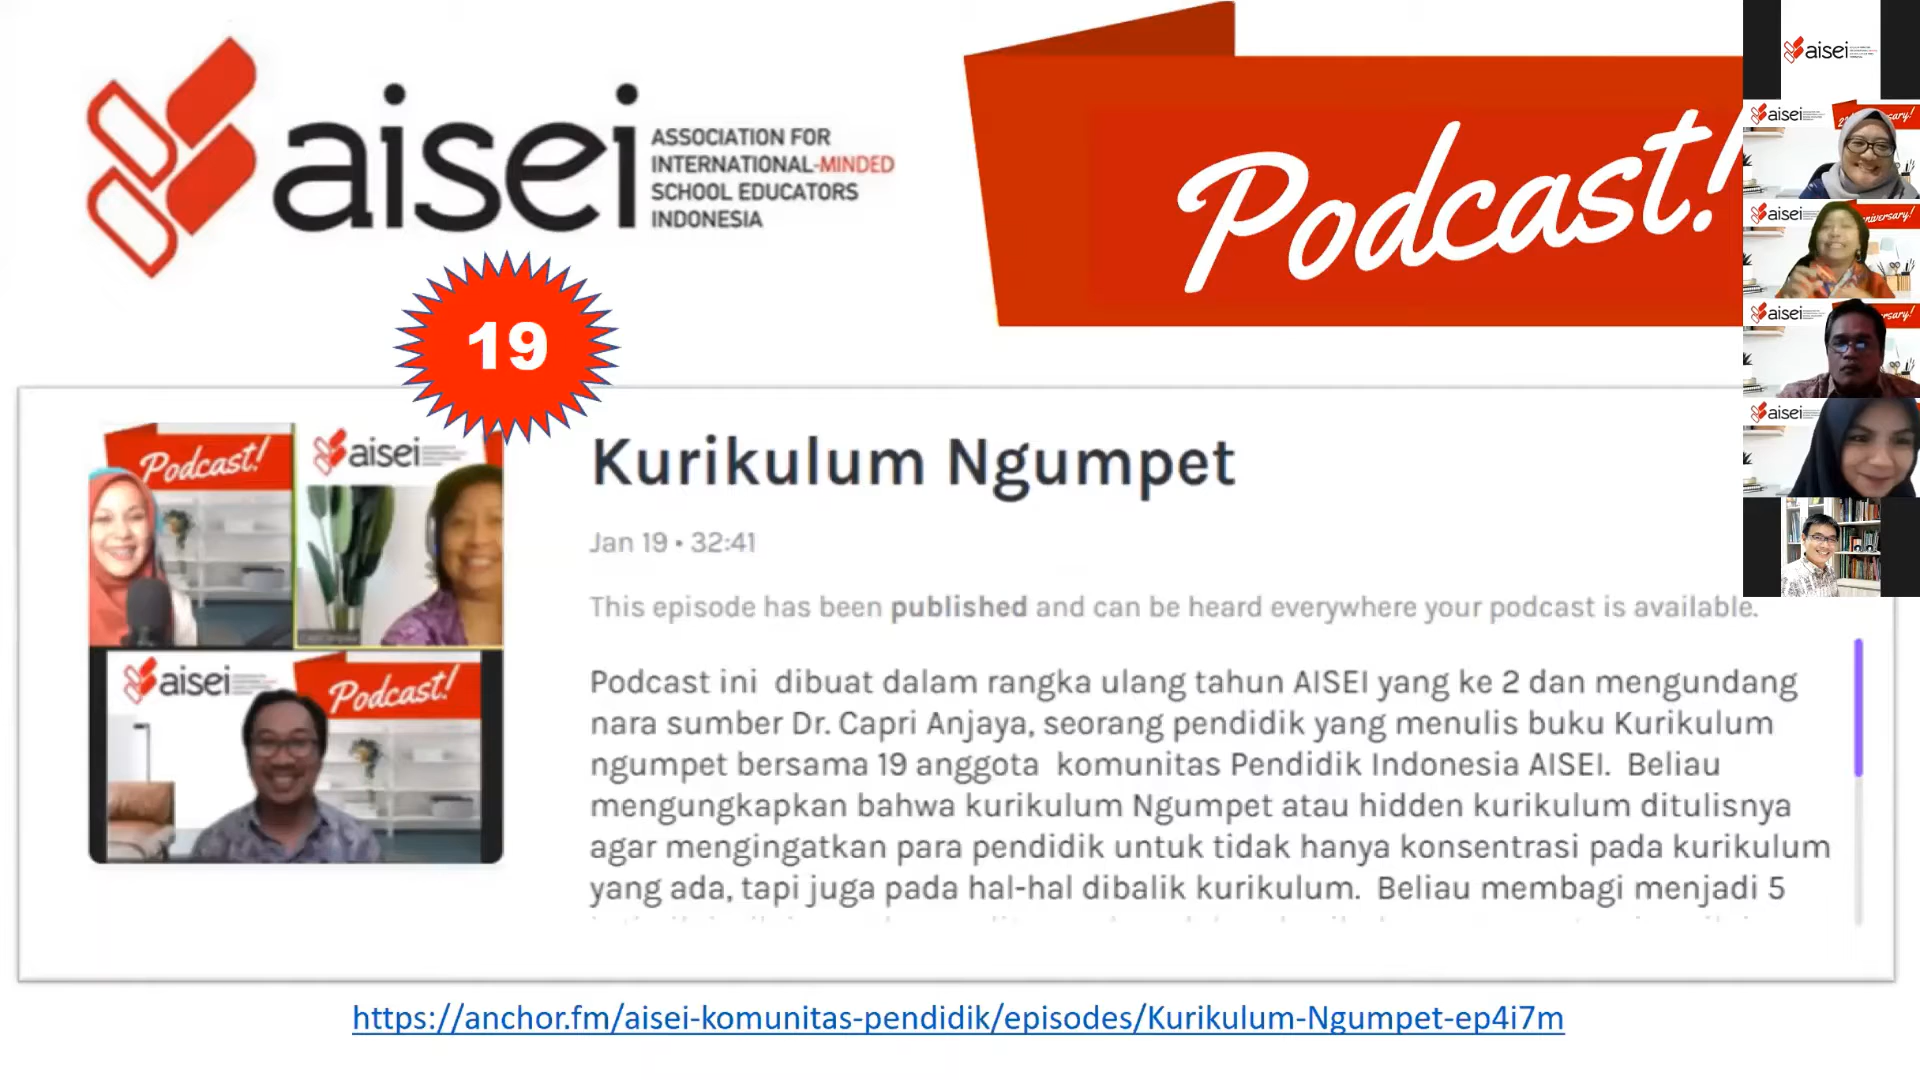 aisei
ASSOCIATION FOR
INTERNATIONAL-MINDED
SCHOOL EDUCATORS
INDONESIA
Podcast!
19
Podcast!
aisei
aisei
Podcast!
Kurikulum Ngumpet
Jan 19 • 32:41
This episode has been published and can be heard everywhere your podcast is available.
Podcast ini dibuat dalam rangka ulang tahun AISEI yang ke 2 dan mengundang
nara sumber Dr. Capri Anjaya, seorang pendidik yang menulis buku Kurikulum
ngumpet bersama 19 anggota komunitas Pendidik Indonesia AISEI. Beliau
mengungkapkan bahwa kurikulum Ngumpet atau hidden kurikulum ditulisnya
agar mengingatkan para pendidik untuk tidak hanya konsentrasi pada kurikulum
yang ada, tapi juga pada hal-hal dibalik kurikulum. Beliau membagi menjadi 5
https://anchor.fm/aisei-komunitas-pendidik/episodes/Kurikulum-Ngumpet-ep4i7m
aisei
aisei
aisei
aisei
aisei